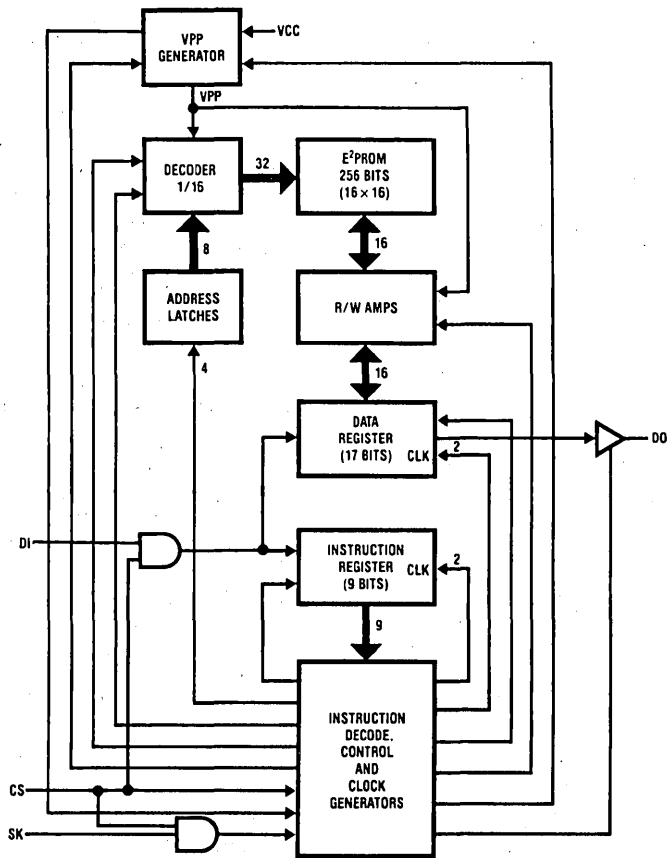 VPP
GENERATOR
VCC
VPP
DECODER
1/16
32
E²PROM
256 BITS
(16 × 16)
8
16
ADDRESS
LATCHES
R/W AMPS
4
16
DATA
REGISTER
(17 BITS)
CLK
2
DO
DI
INSTRUCTION
REGISTER
(9 BITS)
CLK
2
9
INSTRUCTION
DECODE,
CONTROL
AND
CLOCK
GENERATORS
CS
SK